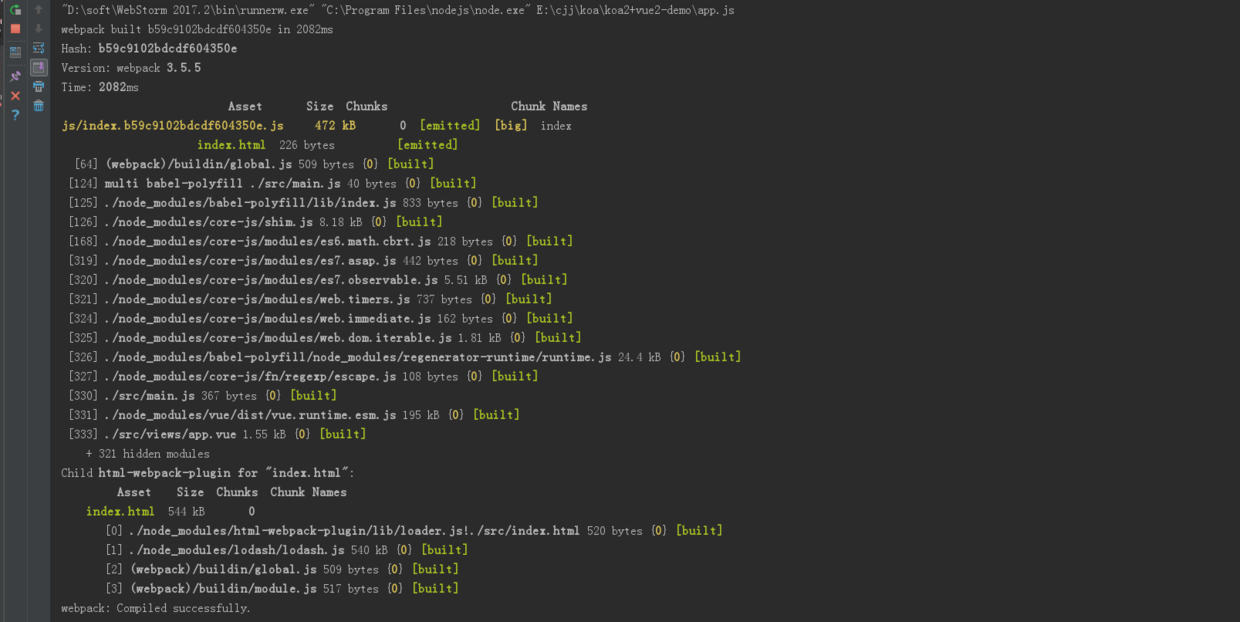 "D:\soft\WebStorm 2017.2\bin\runnerw.exe" "C:\Program Files\nodejs\node.exe" E:\cjj\koa\koa2+vue2-demo\app.js
webpack built b59c9102bdcdf604350e in 2082ms
Hash: b59c9102bdcdf604350e
Version: webpack 3.5.5
Time: 2082ms
Asset Size Chunks Chunk Names
js/index.b59c9102bdcdf604350e.js 472 kB 0 [emitted] [big] index
index.html 226 bytes [emitted]
[64] (webpack)/buildin/global.js 509 bytes {0} [built]
[124] multi babel-polyfill ./src/main.js 40 bytes {0} [built]
[125] ./node_modules/babel-polyfill/lib/index.js 833 bytes {0} [built]
[126] ./node_modules/core-js/shim.js 8.18 kB {0} [built]
[168] ./node_modules/core-js/modules/es6.math.cbrt.js 218 bytes {0} [built]
[319] ./node_modules/core-js/modules/es7.asap.js 442 bytes {0} [built]
[320] ./node_modules/core-js/modules/es7.observable.js 5.51 kB {0} [built]
[321] ./node_modules/core-js/modules/web.timers.js 737 bytes {0} [built]
[324] ./node_modules/core-js/modules/web.immediate.js 162 bytes {0} [built]
[325] ./node_modules/core-js/modules/web.dom.iterable.js 1.81 kB {0} [built]
[326] ./node_modules/babel-polyfill/node_modules/regenerator-runtime/runtime.js 24.4 kB {0} [built]
[327] ./node_modules/core-js/fn/regexp/escape.js 108 bytes {0} [built]
[330] ./src/main.js 367 bytes {0} [built]
[331] ./node_modules/vue/dist/vue.runtime.esm.js 195 kB {0} [built]
[333] ./src/views/app.vue 1.55 kB {0} [built]
+ 321 hidden modules
Child html-webpack-plugin for "index.html":
Asset Size Chunks Chunk Names
index.html 544 kB 0
[0] ./node_modules/html-webpack-plugin/lib/loader.js!./src/index.html 520 bytes {0} [built]
[1] ./node_modules/lodash/lodash.js 540 kB {0} [built]
[2] (webpack)/buildin/global.js 509 bytes {0} [built]
[3] (webpack)/buildin/module.js 517 bytes {0} [built]
webpack: Compiled successfully.